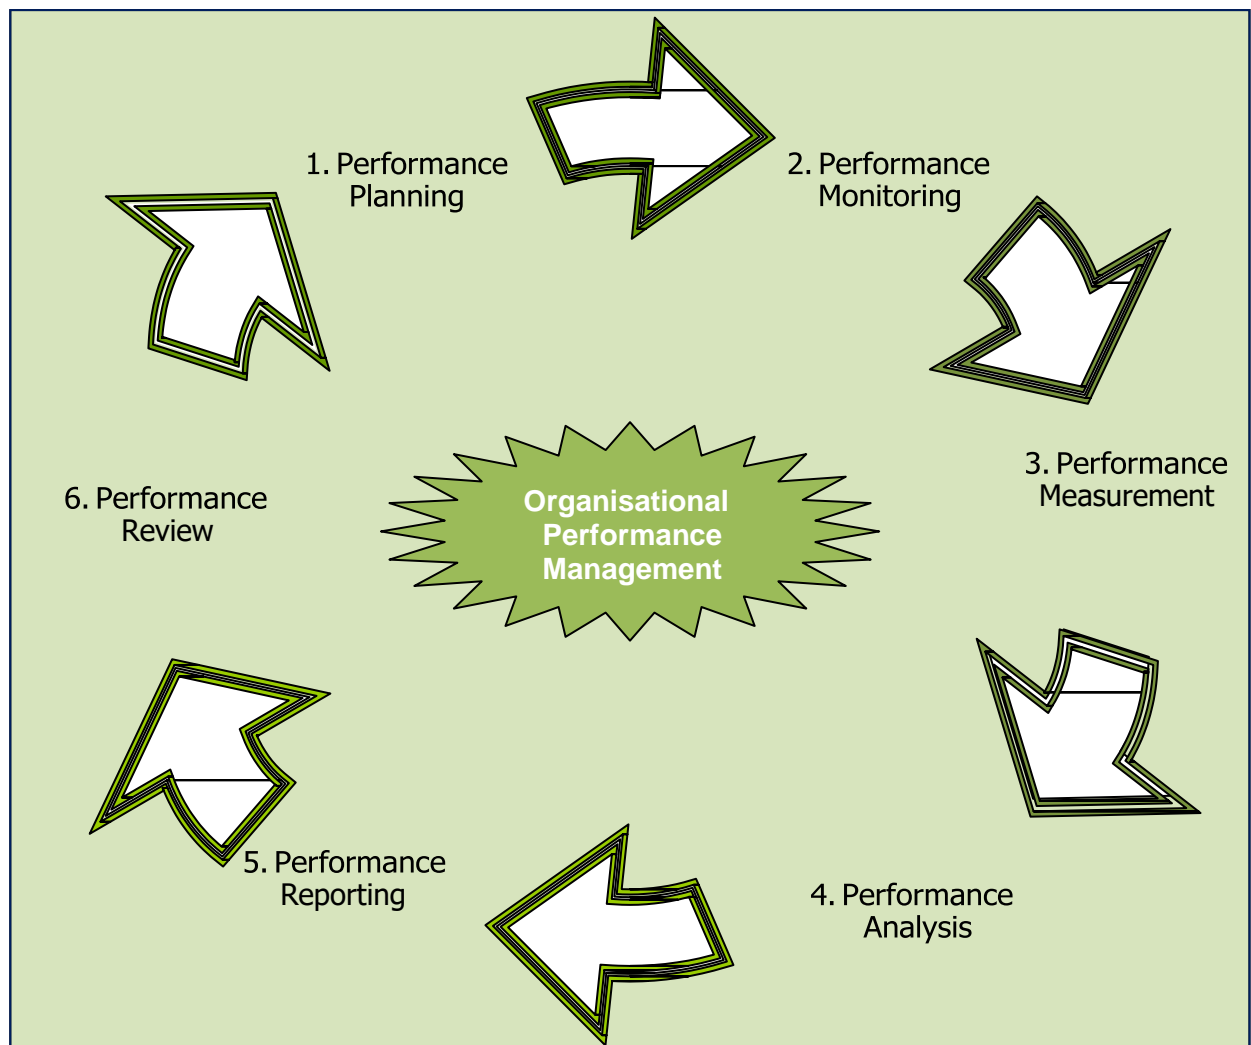 1. Performance
Planning
2. Performance
Monitoring
3. Performance
Measurement
4. Performance
Analysis
5. Performance
Reporting
6. Performance
Review
Organisational
Performance
Management